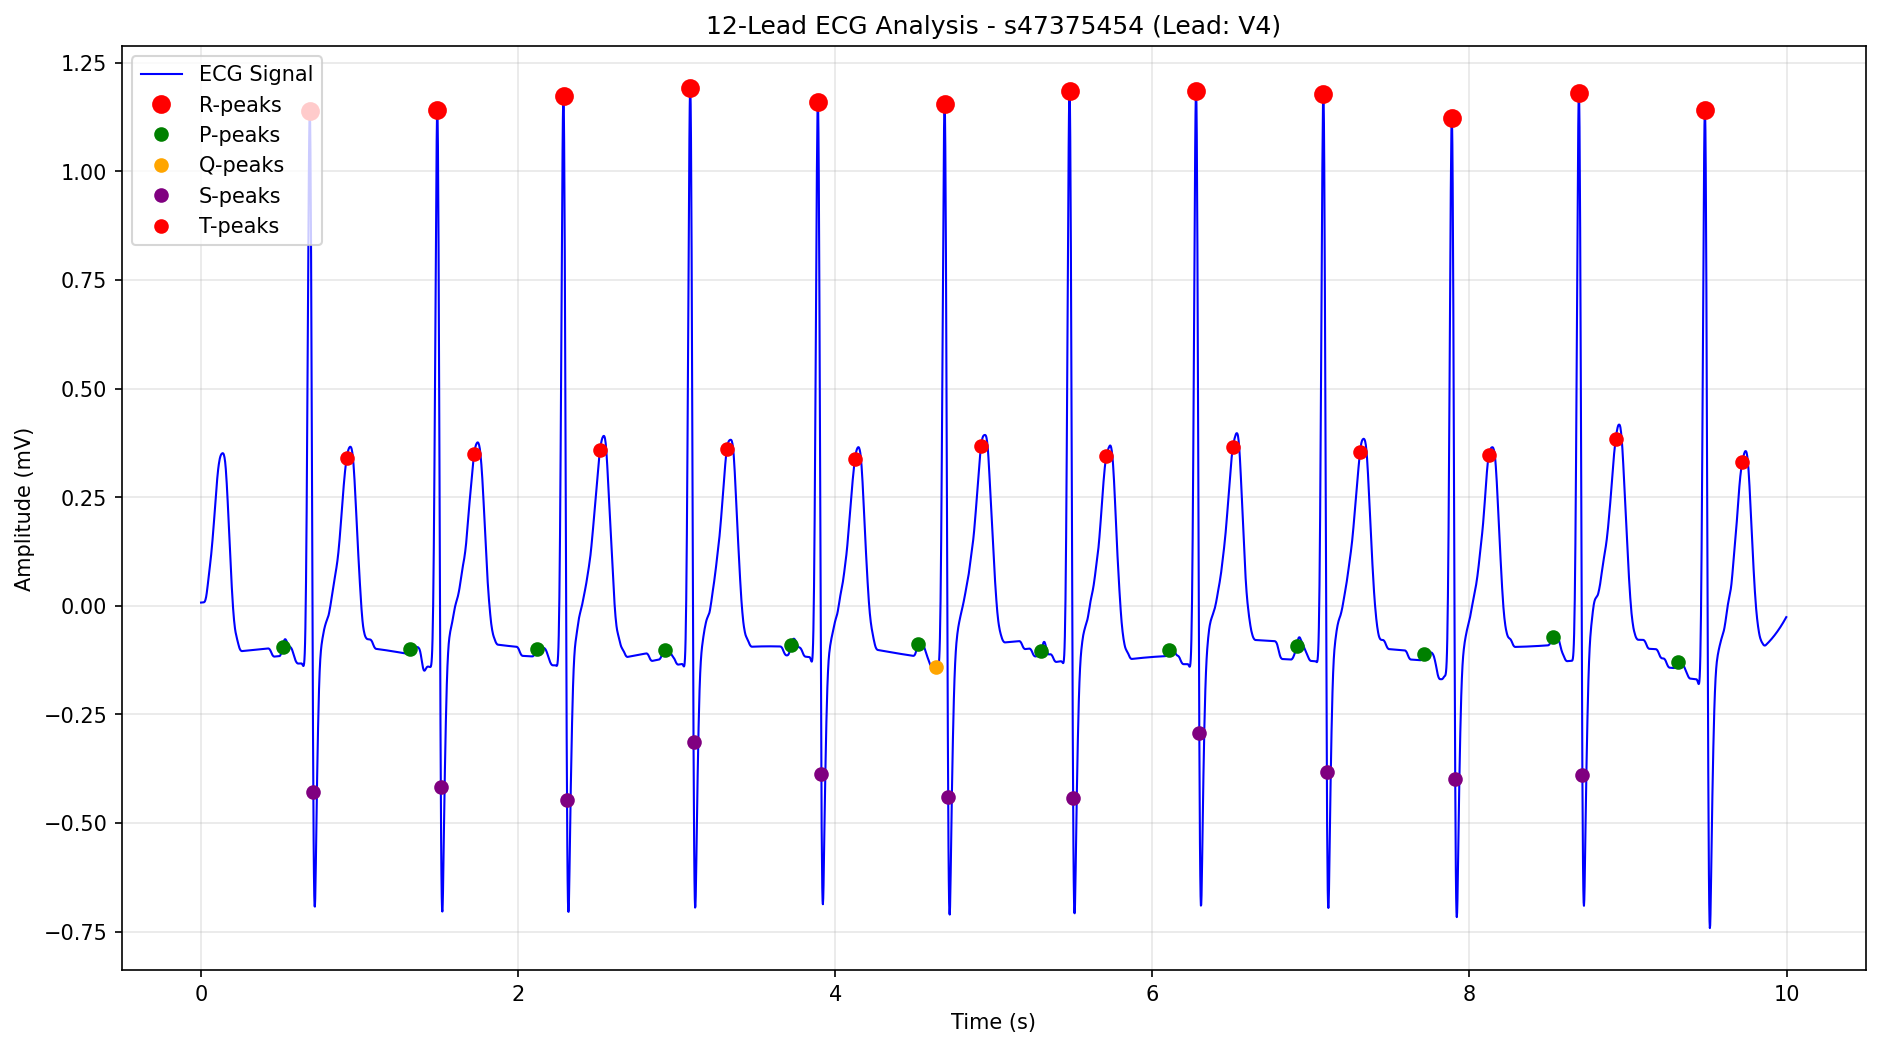 12-Lead ECG Analysis - s47375454 (Lead: V4)
ECG Signal
R-peaks
P-peaks
Q-peaks
S-peaks
T-peaks
1.25
1.00
0.75
0.50
0.25
0.00
−0.25
−0.50
−0.75
Amplitude (mV)
0 2 4 6 8 10
Time (s)